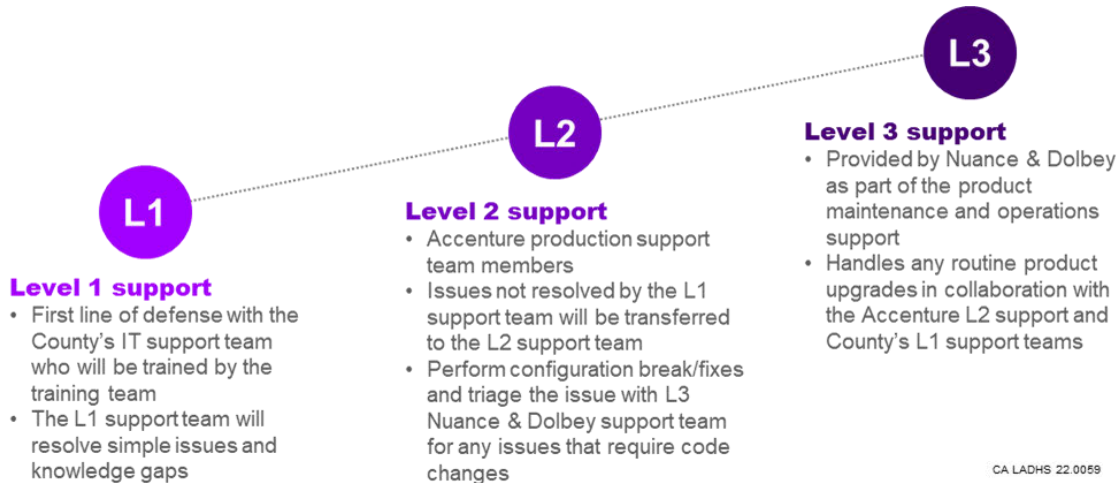 L1
Level 1 support
• First line of defense with the
County's IT support team
who will be trained by the
training team
• The L1 support team will
resolve simple issues and
knowledge gaps
L2
Level 2 support
• Accenture production support
team members
• Issues not resolved by the L1
support team will be transferred
to the L2 support team
• Perform configuration break/fixes
and triage the issue with L3
Nuance & Dolbey support team
for any issues that require code
changes
L3
Level 3 support
• Provided by Nuance & Dolbey
as part of the product
maintenance and operations
support
• Handles any routine product
upgrades in collaboration with
the Accenture L2 support and
County's L1 support teams
CA LADHS 22.0059